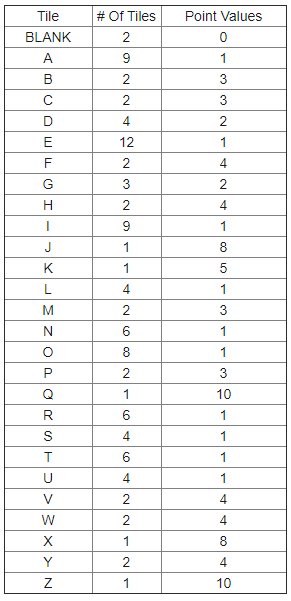 Tile # Of Tiles Point Values
BLANK 2 0
A 9 1
B 2 3
C 2 3
D 4 2
E 12 1
F 2 4
G 3 2
H 2 4
I 9 1
J 1 8
K 1 5
L 4 1
M 2 3
N 6 1
O 8 1
P 2 3
Q 1 10
R 6 1
S 4 1
T 6 1
U 4 1
V 2 4
W 2 4
X 1 8
Y 2 4
Z 1 10